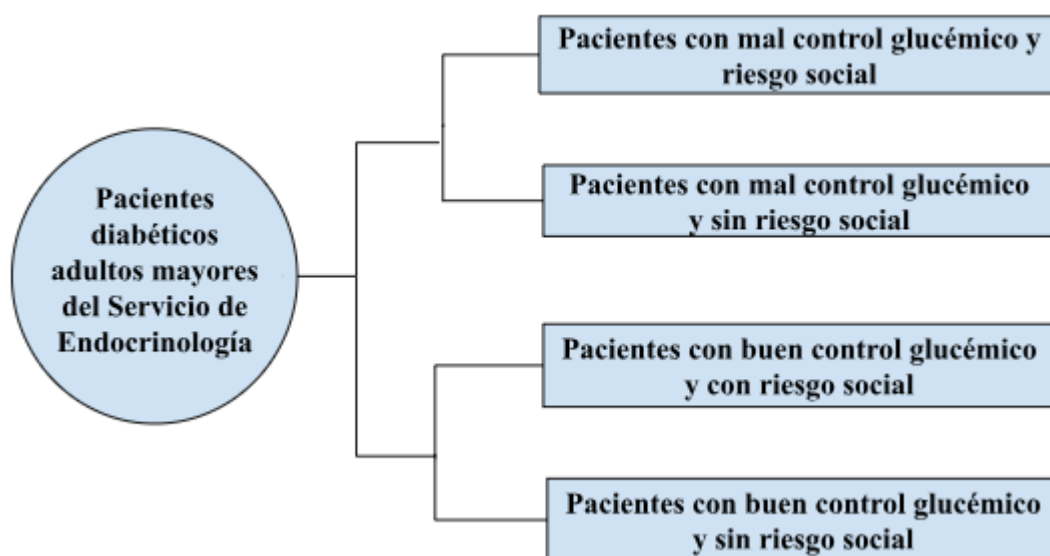 Pacientes
diabéticos
adultos mayores
del Servicio de
Endocrinología
Pacientes con mal control glucémico y
riesgo social
Pacientes con mal control glucémico
y sin riesgo social
Pacientes con buen control glucémico
y con riesgo social
Pacientes con buen control glucémico
y sin riesgo social